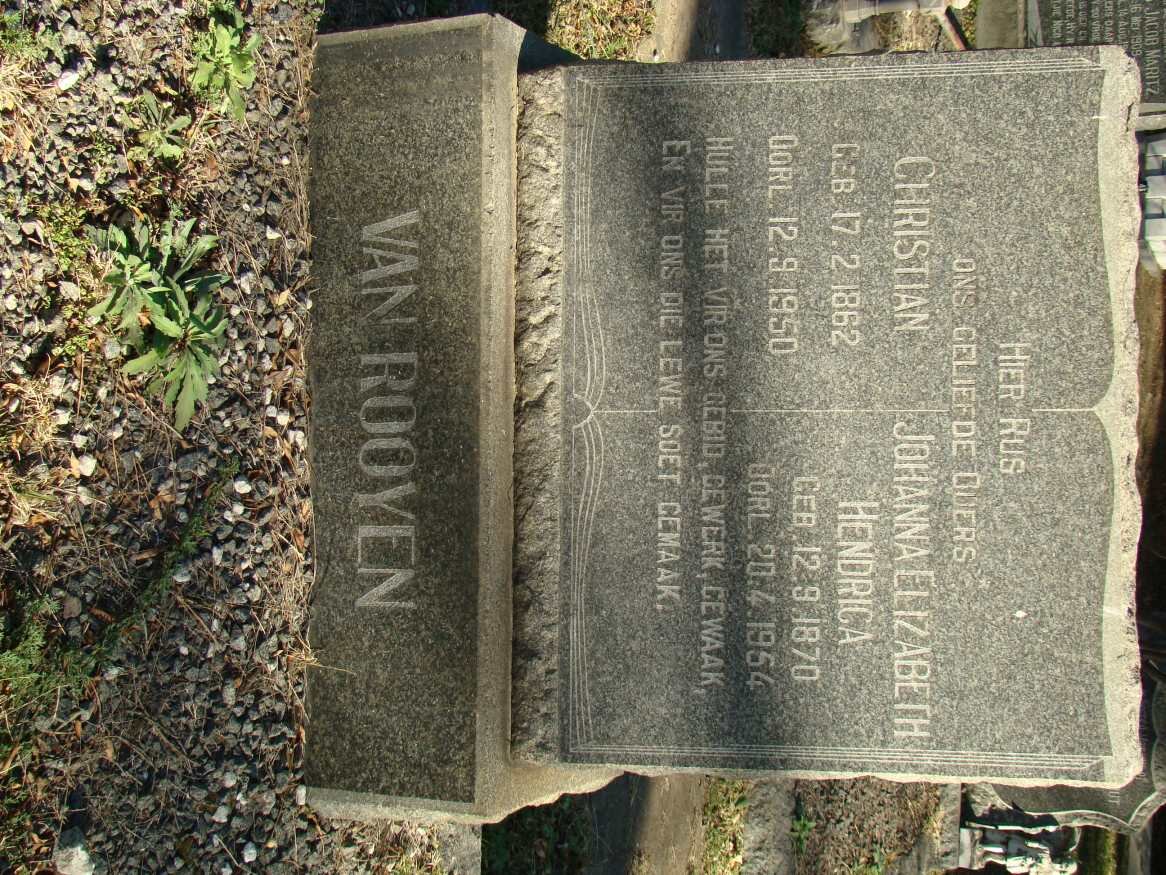 HIER RUS
ONS GELIEFDE OUERS
CHRISTIAN
GEB. 17.2.1862
OORL. 12.9.1950
JOHANNA ELIZABETH
HENDRICA
GEB. 12.9.1870
OORL. 20.4.1954
HULLE HET VIR ONS GEBID, GEWERK, GEWAAK,
EN VIR ONS DIE LEWE SOET GEMAAK.
VAN ROOYEN
JACOBS MARITZ